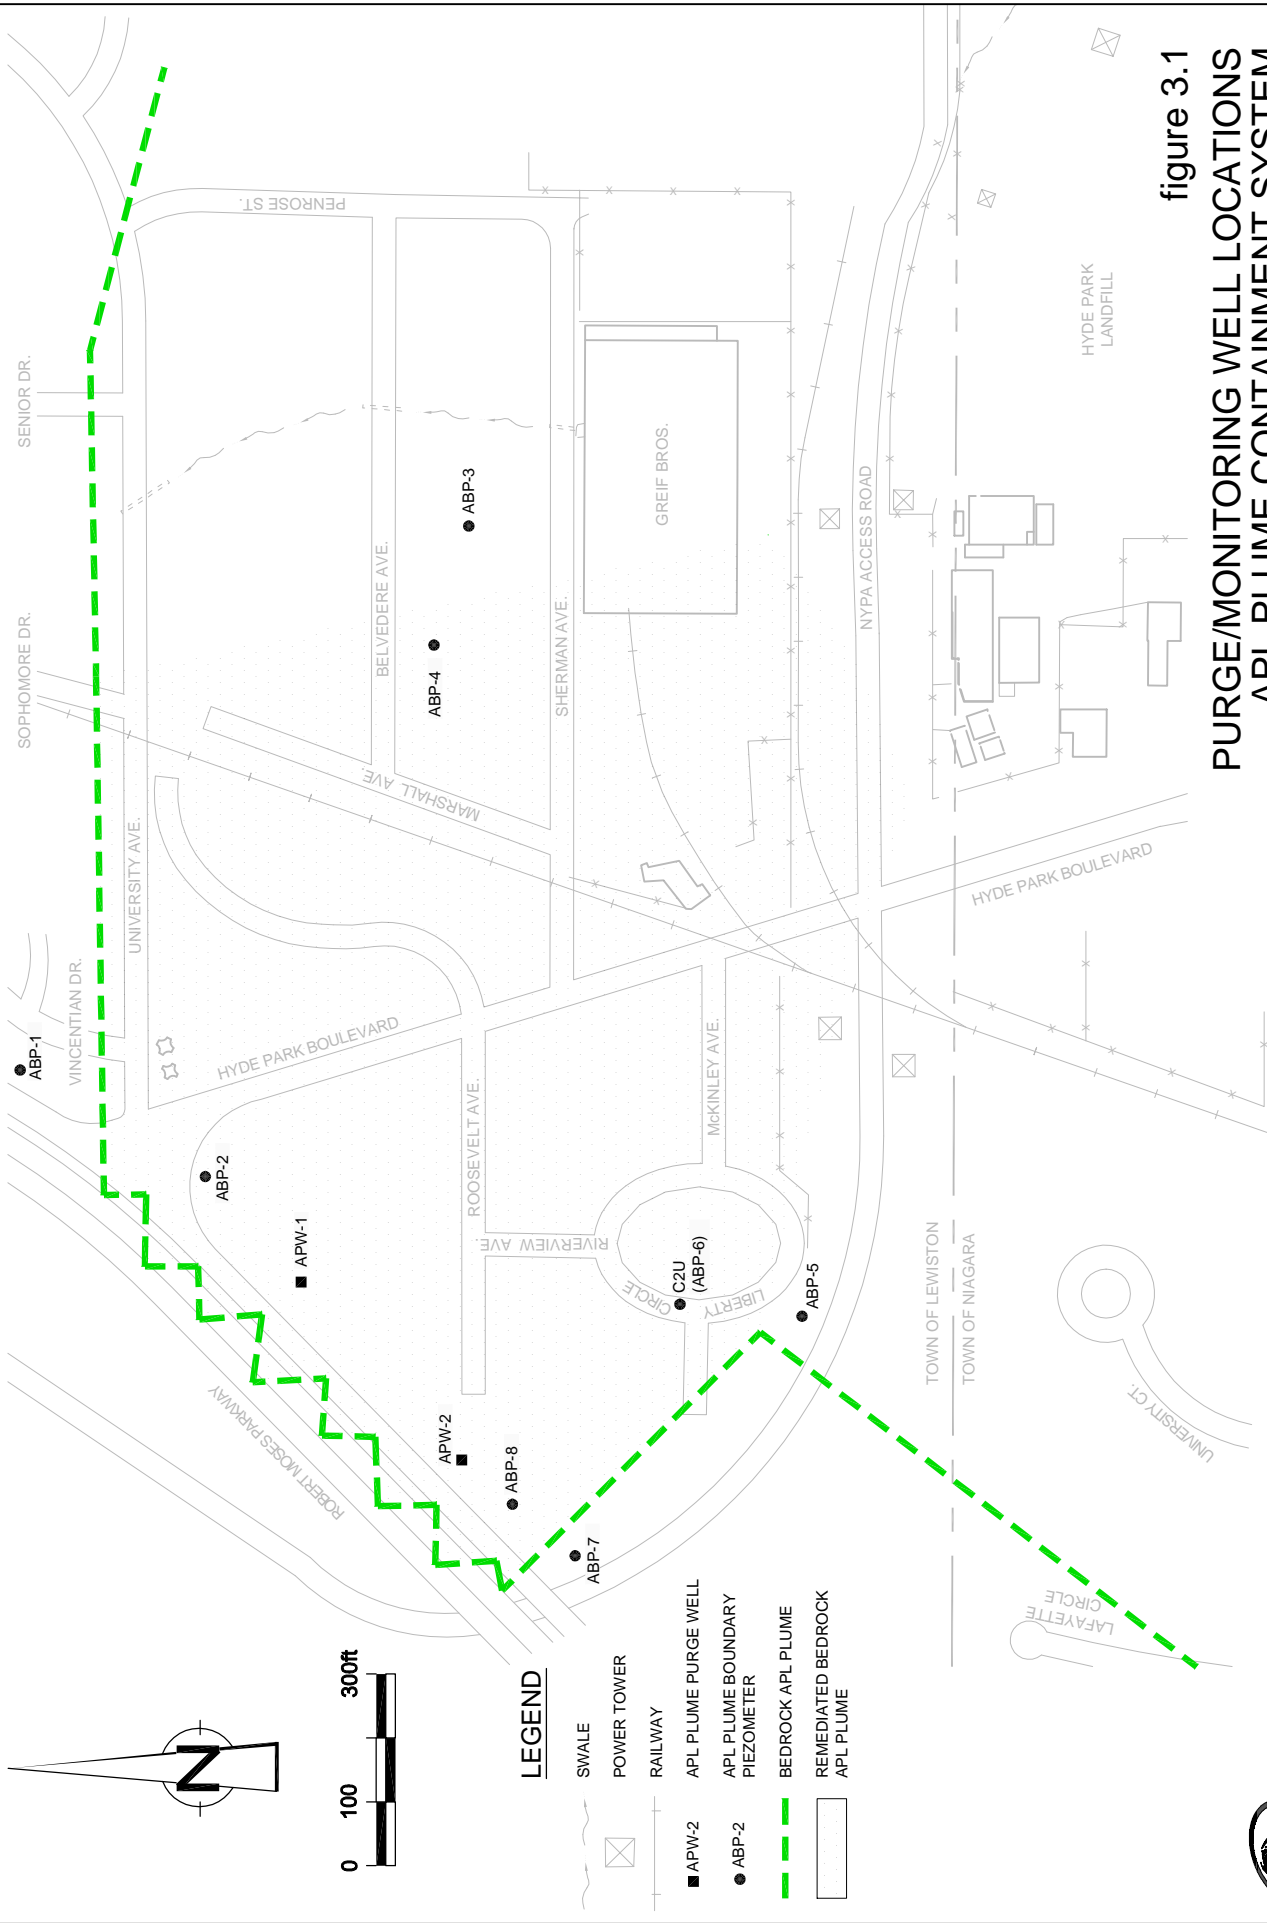 figure 3.1
PURGE/MONITORING WELL LOCATIONS
APL PLUME CONTAINMENT SYSTEM
SENIOR DR.
SOPHOMORE DR.
VINCENTIAN DR.
ABP-1
UNIVERSITY AVE.
PENROSE ST.
BELVEDERE AVE.
MARSHALL AVE.
SHERMAN AVE.
ABP-3
ABP-4
GREIF BROS.
NYPA ACCESS ROAD
HYDE PARK
LANDFILL
HYDE PARK BOULEVARD
HYDE PARK BOULEVARD
ABP-2
APW-1
ROOSEVELT AVE.
McKINLEY AVE.
RIVERVIEW AVE.
LIBERTY
CIRCLE
C2U
(ABP-6)
ABP-5
APW-2
ABP-8
ABP-7
ROBERT MOSES PARKWAY
TOWN OF LEWISTON
TOWN OF NIAGARA
UNIVERSITY CT.
LAFAYETTE
CIRCLE
N
0 100 300ft
LEGEND
SWALE
POWER TOWER
RAILWAY
APW-2 APL PLUME PURGE WELL
ABP-2 APL PLUME BOUNDARY
PIEZOMETER
BEDROCK APL PLUME
REMEDIATED BEDROCK
APL PLUME